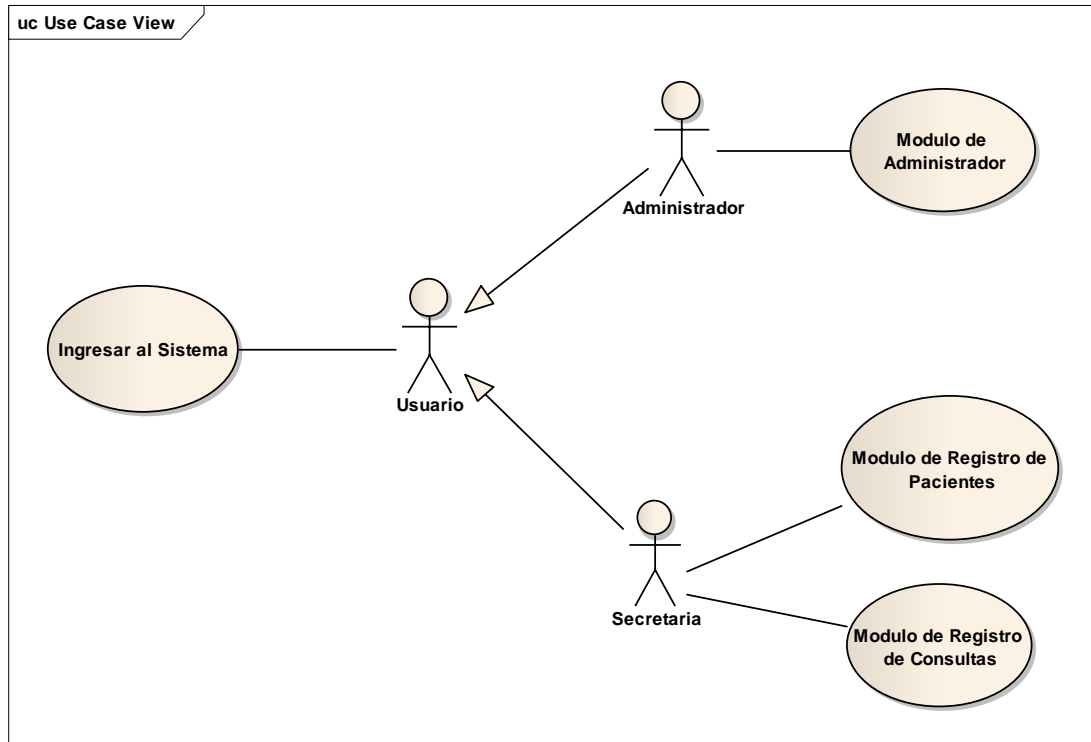 uc Use Case View
Modulo de
Administrador
Administrador
Ingresar al Sistema
Usuario
Modulo de Registro de
Pacientes
Secretaria
Modulo de Registro
de Consultas